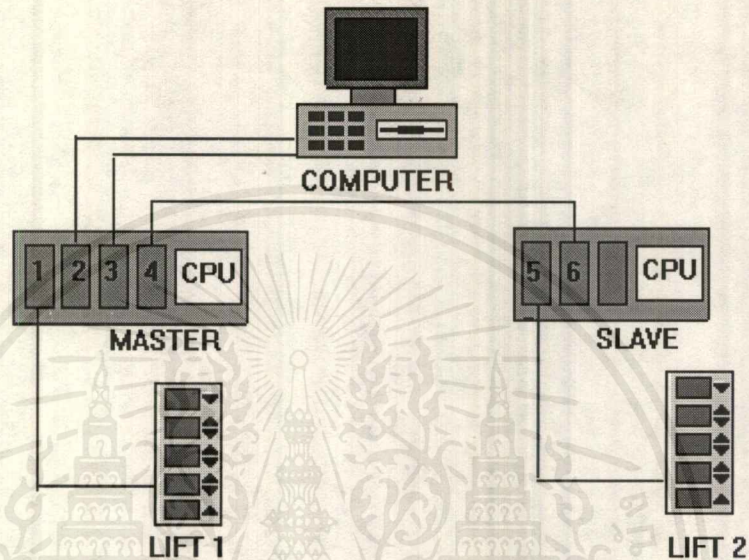 COMPUTER
1 2 3 4 CPU
MASTER
5 6 CPU
SLAVE
LIFT 1
LIFT 2